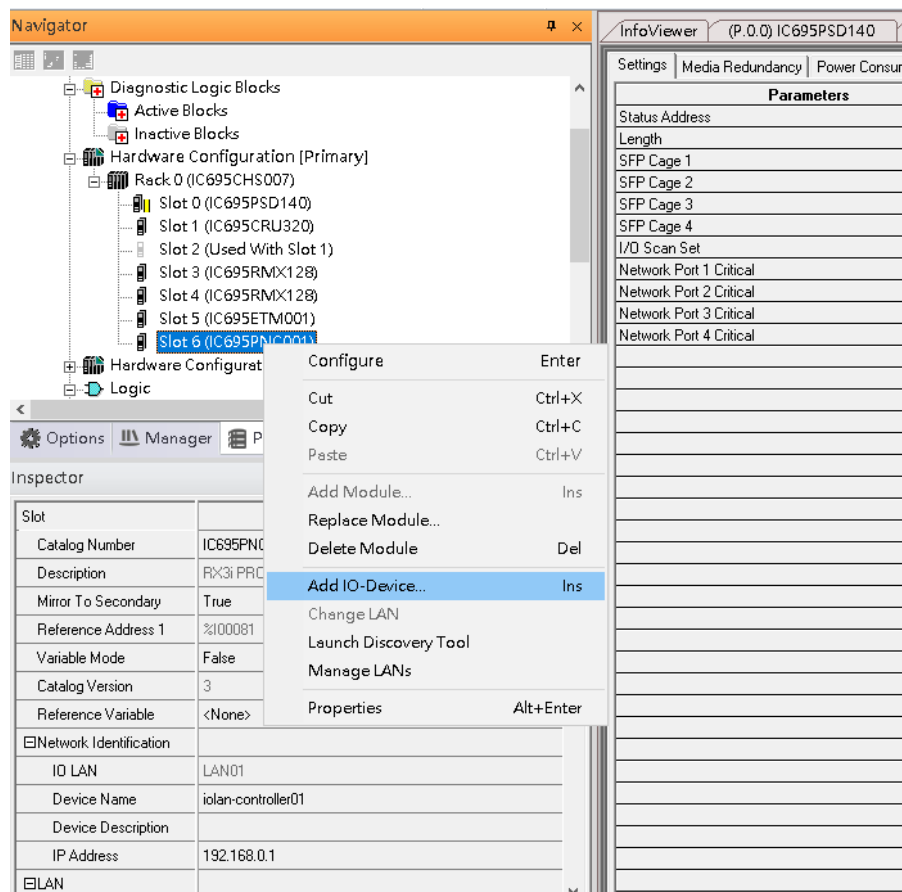 Navigator
Diagnostic Logic Blocks
Active Blocks
Inactive Blocks
Hardware Configuration [Primary]
Rack 0 (IC695CHS007)
Slot 0 (IC695PSD140)
Slot 1 (IC695CRU320)
Slot 2 (Used With Slot 1)
Slot 3 (IC695RMX128)
Slot 4 (IC695RMX128)
Slot 5 (IC695ETM001)
Slot 6 (IC695PNC001)
Hardware Configurat
Logic
Options Manager P
Configure Enter
Cut Ctrl+X
Copy Ctrl+C
Paste Ctrl+V
Add Module... Ins
Replace Module...
Delete Module Del
Add IO-Device... Ins
Change LAN
Launch Discovery Tool
Manage LANs
Properties Alt+Enter
Inspector
Slot
Catalog Number IC695PNC
Description RX3i PRO
Mirror To Secondary True
Reference Address 1 %I00081
Variable Mode False
Catalog Version 3
Reference Variable <None>
Network Identification
IO LAN LAN01
Device Name iolan-controller01
Device Description
IP Address 192.168.0.1
LAN
InfoViewer (P.0.0) IC695PSD140
Settings Media Redundancy Power Consur
Parameters
Status Address
Length
SFP Cage 1
SFP Cage 2
SFP Cage 3
SFP Cage 4
I/O Scan Set
Network Port 1 Critical
Network Port 2 Critical
Network Port 3 Critical
Network Port 4 Critical